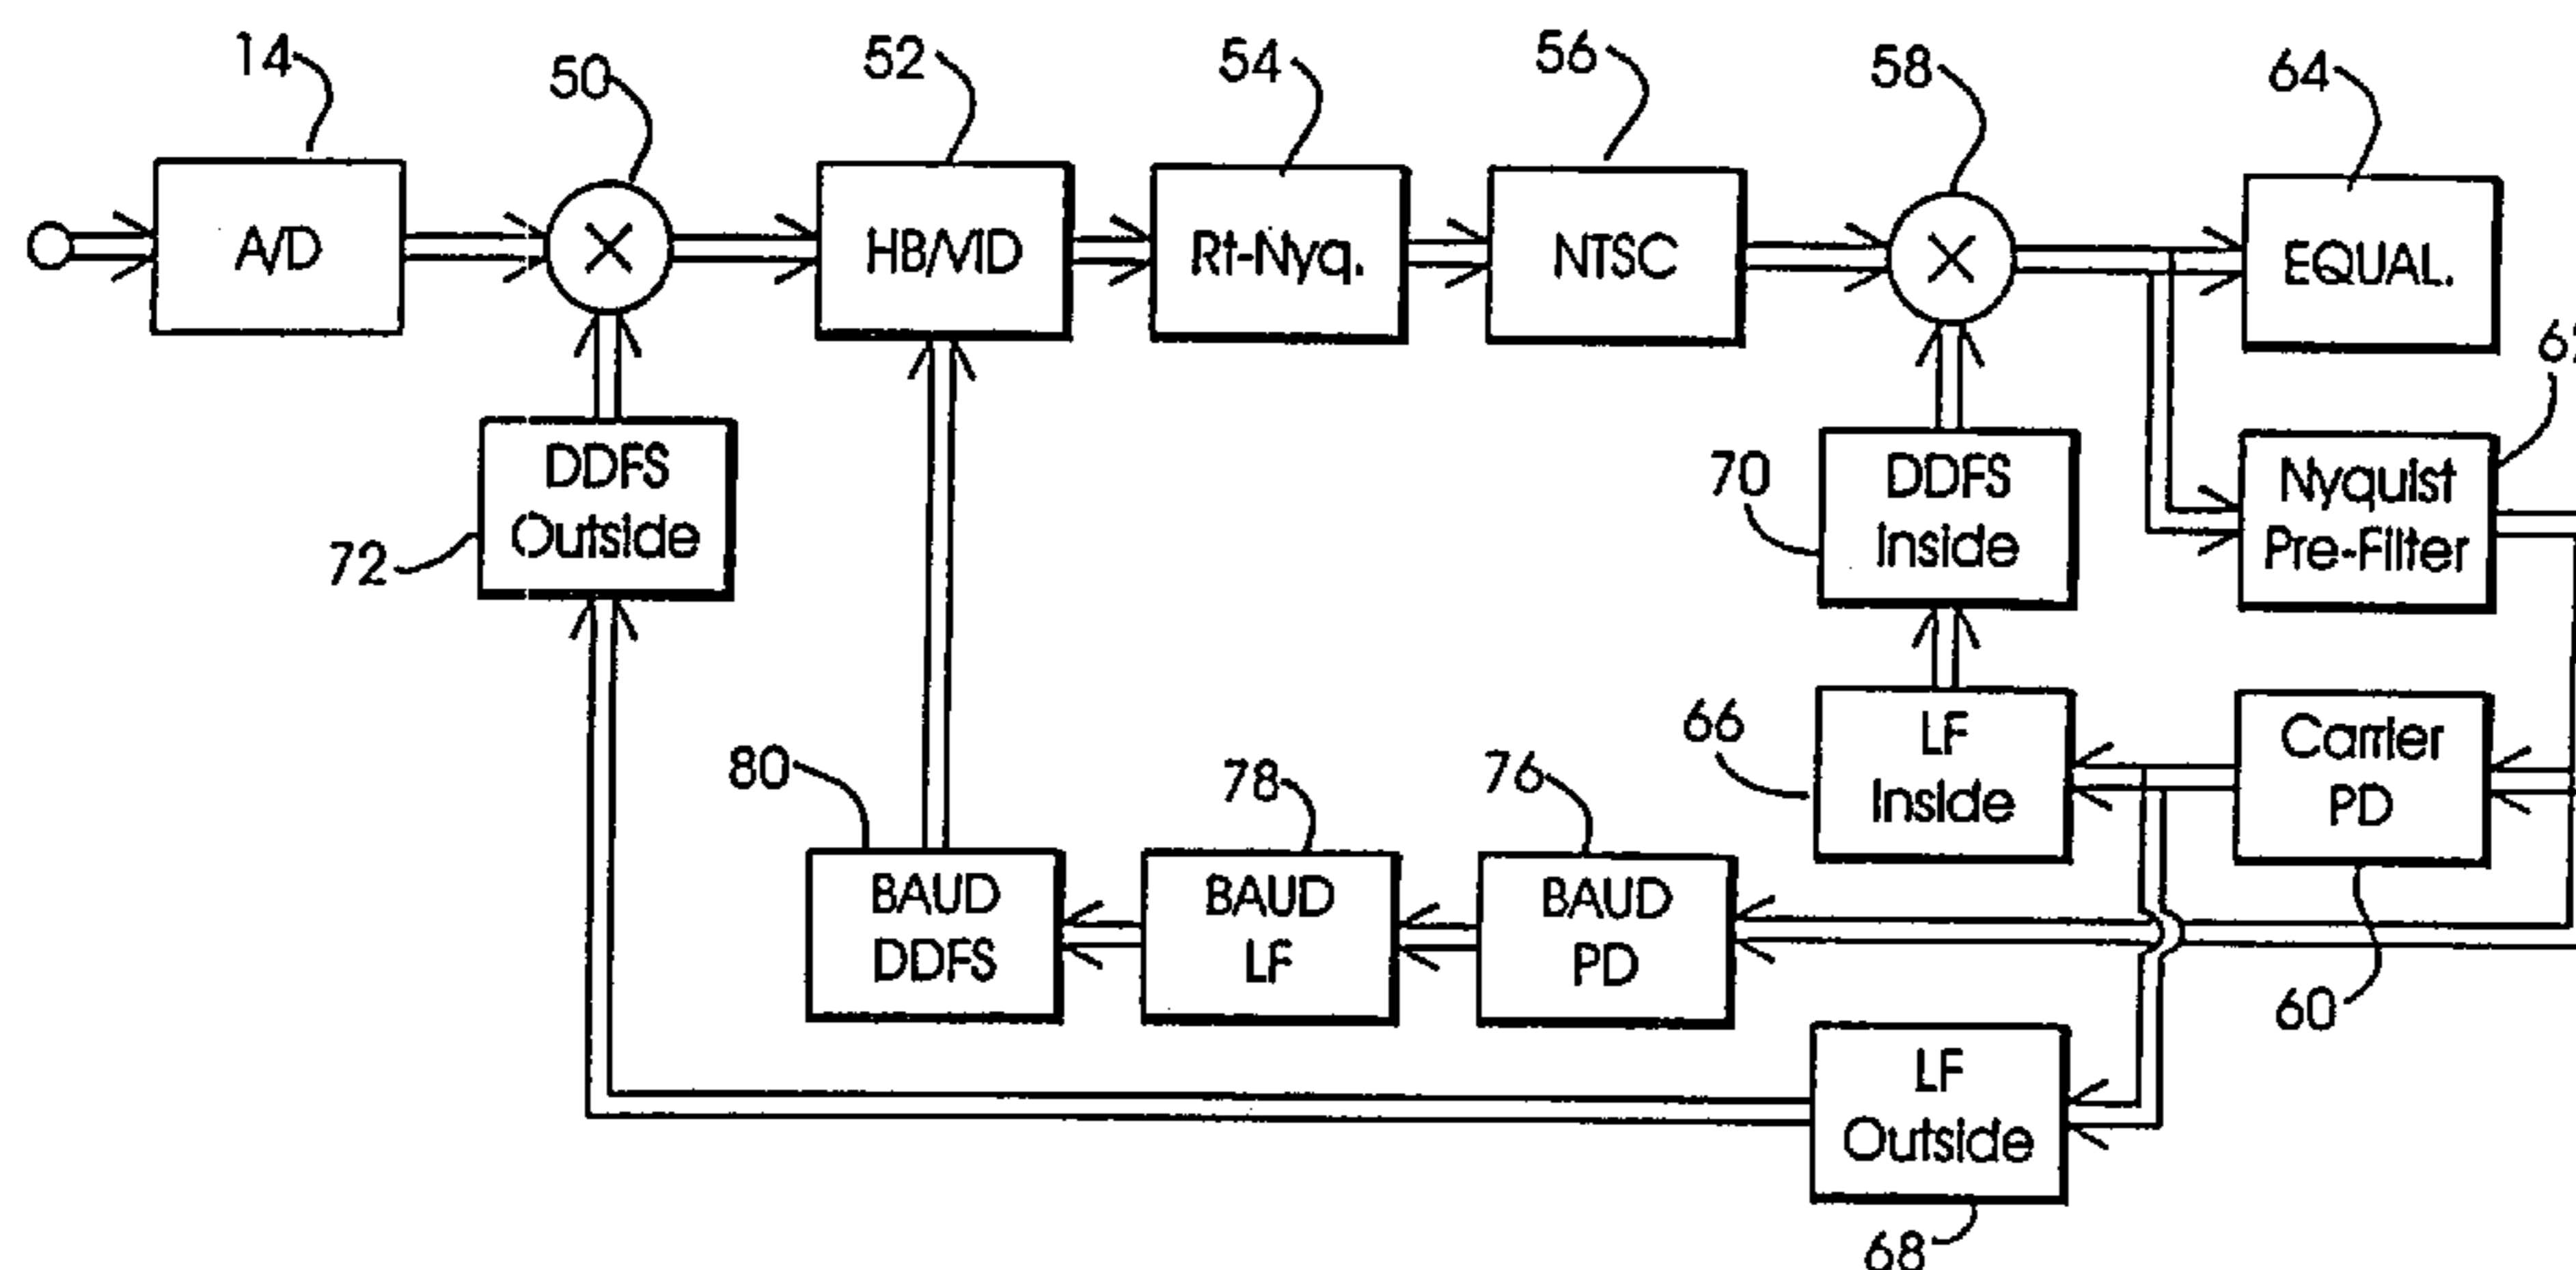 14
50
52
54
56
58
64
A/D
×
HB/VID
Rt-Nyq.
NTSC
×
EQUAL.
DDFS
Outside
72
70
DDFS
Inside
Nyquist
Pre-Filter
66
LF
Inside
Carrier
PD
60
80
78
76
BAUD
DDFS
BAUD
LF
BAUD
PD
LF
Outside
68